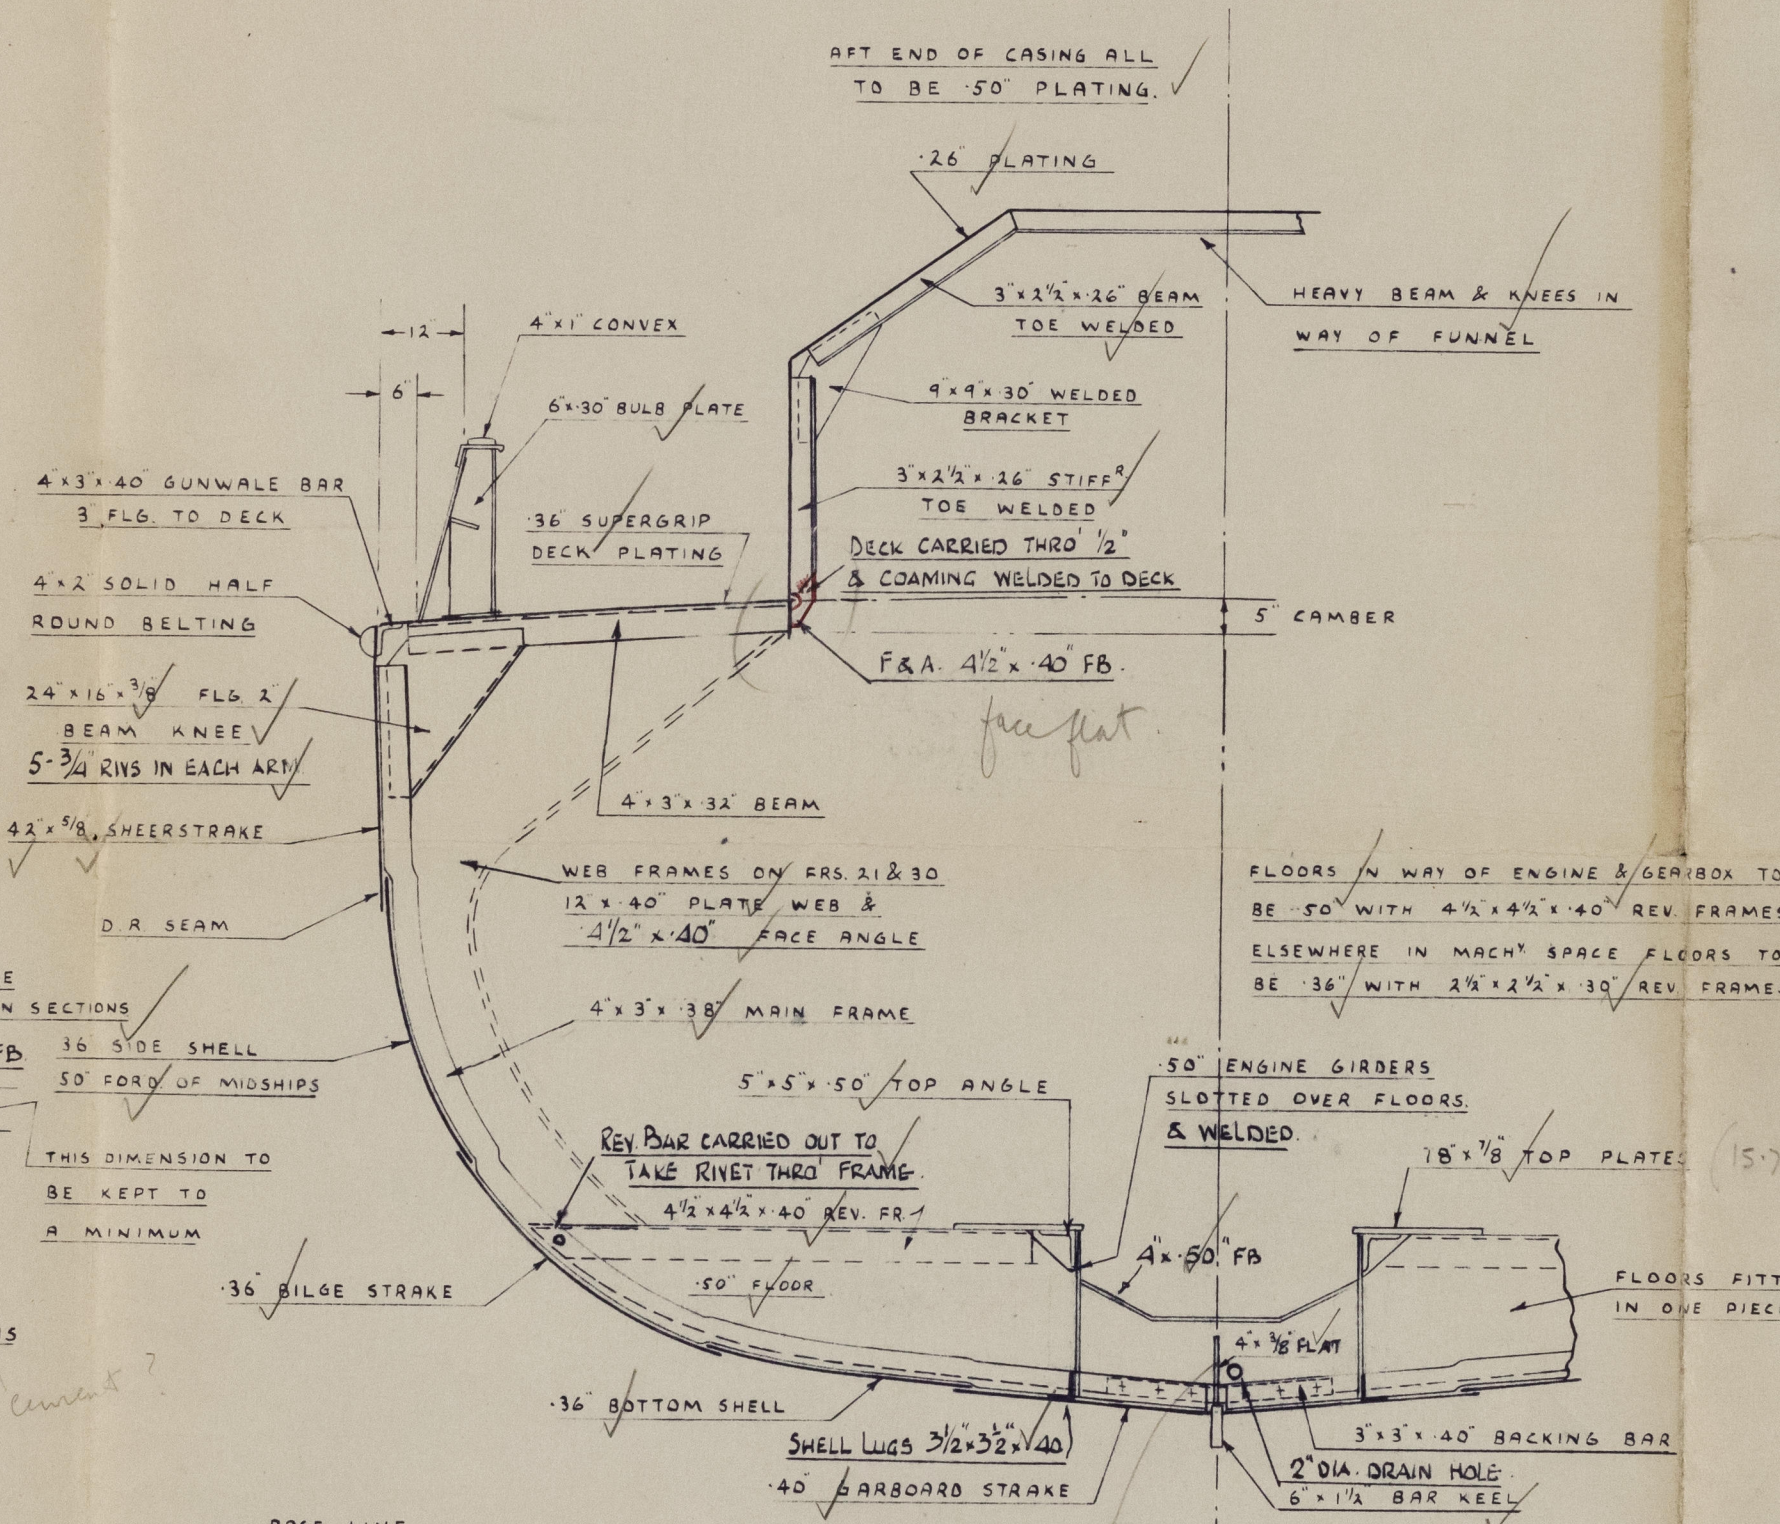 AFT END OF CASING ALL
TO BE ·50" PLATING.
·26" PLATING
3"x2½"x·26" BEAM
TOE WELDED
HEAVY BEAM & KNEES IN
WAY OF FUNNEL
12"
4"x1" CONVEX
6"
6"x·30" BULB PLATE
9"x9"x·30" WELDED
BRACKET
4"x3"x·40" GUNWALE BAR
3" FLG. TO DECK
3"x2½"x·26" STIFFR
TOE WELDED
·36" SUPERGRIP
DECK PLATING
DECK CARRIED THRO' ½"
& COAMING WELDED TO DECK
4"x2" SOLID HALF
ROUND BELTING
5" CAMBER
F & A. 4½"x·40" FB.
face flat.
24"x16"x3/8" FLG. 2"
BEAM KNEE
5-3/4" RIVS IN EACH ARM
4"x3"x·32" BEAM
42"x5/8" SHEERSTRAKE
WEB FRAMES ON FRS. 21 & 30
12"x·40" PLATE WEB &
4½"x·40" FACE ANGLE
FLOORS IN WAY OF ENGINE & GEARBOX TO
BE ·50" WITH 4½"x4½"x·40" REV. FRAMES
ELSEWHERE IN MACHY. SPACE FLOORS TO
BE ·36" WITH 2½"x2½"x·30" REV. FRAME
D.R SEAM
E
N SECTIONS
FB.
4"x3"x·38" MAIN FRAME
36" SIDE SHELL
50" FORD. OF MIDSHIPS
5"x5"x·50" TOP ANGLE
·50" ENGINE GIRDERS
SLOTTED OVER FLOORS.
& WELDED.
THIS DIMENSION TO
BE KEPT TO
A MINIMUM
REV. BAR CARRIED OUT TO
TAKE RIVET THRO' FRAME.
4½"x4½"x·40" REV. FR.
18"x7/8" TOP PLATES
(15·7
4"x·50" FB
·36" BILGE STRAKE
·50" FLOOR
FLOORS FITT
IN ONE PIEC
S
cement ?
4"x3/8" FLAT
·36" BOTTOM SHELL
SHELL LUGS 3½"x3½"x·40
·40" GARBOARD STRAKE
3"x3"x·40" BACKING BAR
2" DIA. DRAIN HOLE.
6"x1½" BAR KEEL
BASE LINE